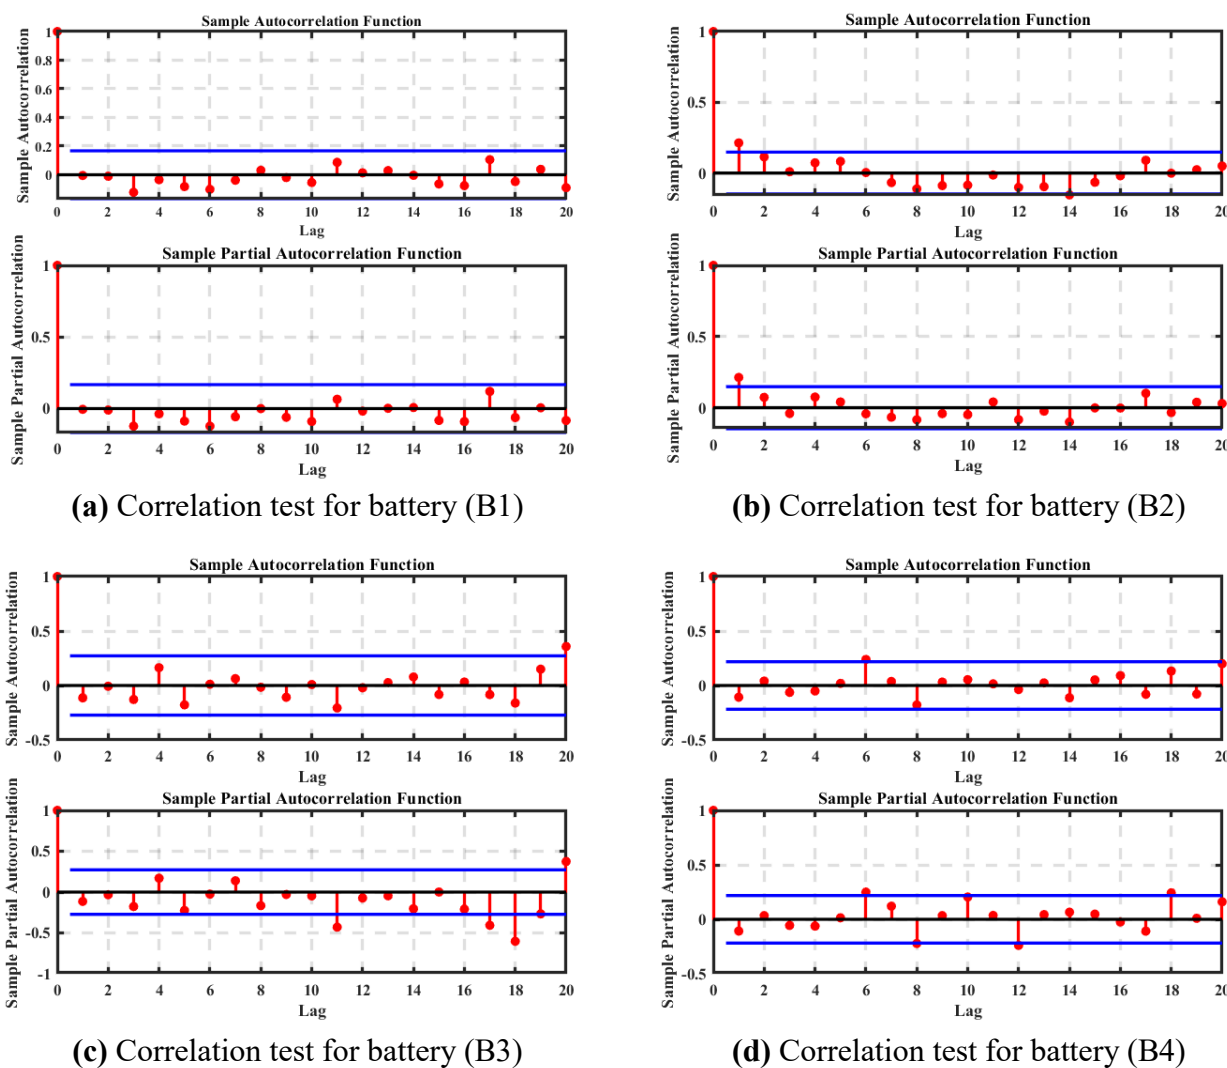 Sample Autocorrelation Function
Sample Autocorrelation
1
0.8
0.6
0.4
0.2
0
0 2 4 6 8 10 12 14 16 18 20
Lag
Sample Partial Autocorrelation Function
Sample Partial Autocorrelation
1
0.5
0
0 2 4 6 8 10 12 14 16 18 20
Lag
(a) Correlation test for battery (B1)
Sample Autocorrelation Function
Sample Autocorrelation
1
0.5
0
0 2 4 6 8 10 12 14 16 18 20
Lag
Sample Partial Autocorrelation Function
Sample Partial Autocorrelation
1
0.5
0
0 2 4 6 8 10 12 14 16 18 20
Lag
(b) Correlation test for battery (B2)
Sample Autocorrelation Function
Sample Autocorrelation
1
0.5
0
-0.5
0 2 4 6 8 10 12 14 16 18 20
Lag
Sample Partial Autocorrelation Function
Sample Partial Autocorrelation
1
0.5
0
-0.5
-1
0 2 4 6 8 10 12 14 16 18 20
Lag
(c) Correlation test for battery (B3)
Sample Autocorrelation Function
Sample Autocorrelation
1
0.5
0
-0.5
0 2 4 6 8 10 12 14 16 18 20
Lag
Sample Partial Autocorrelation Function
Sample Partial Autocorrelation
1
0.5
0
-0.5
0 2 4 6 8 10 12 14 16 18 20
Lag
(d) Correlation test for battery (B4)